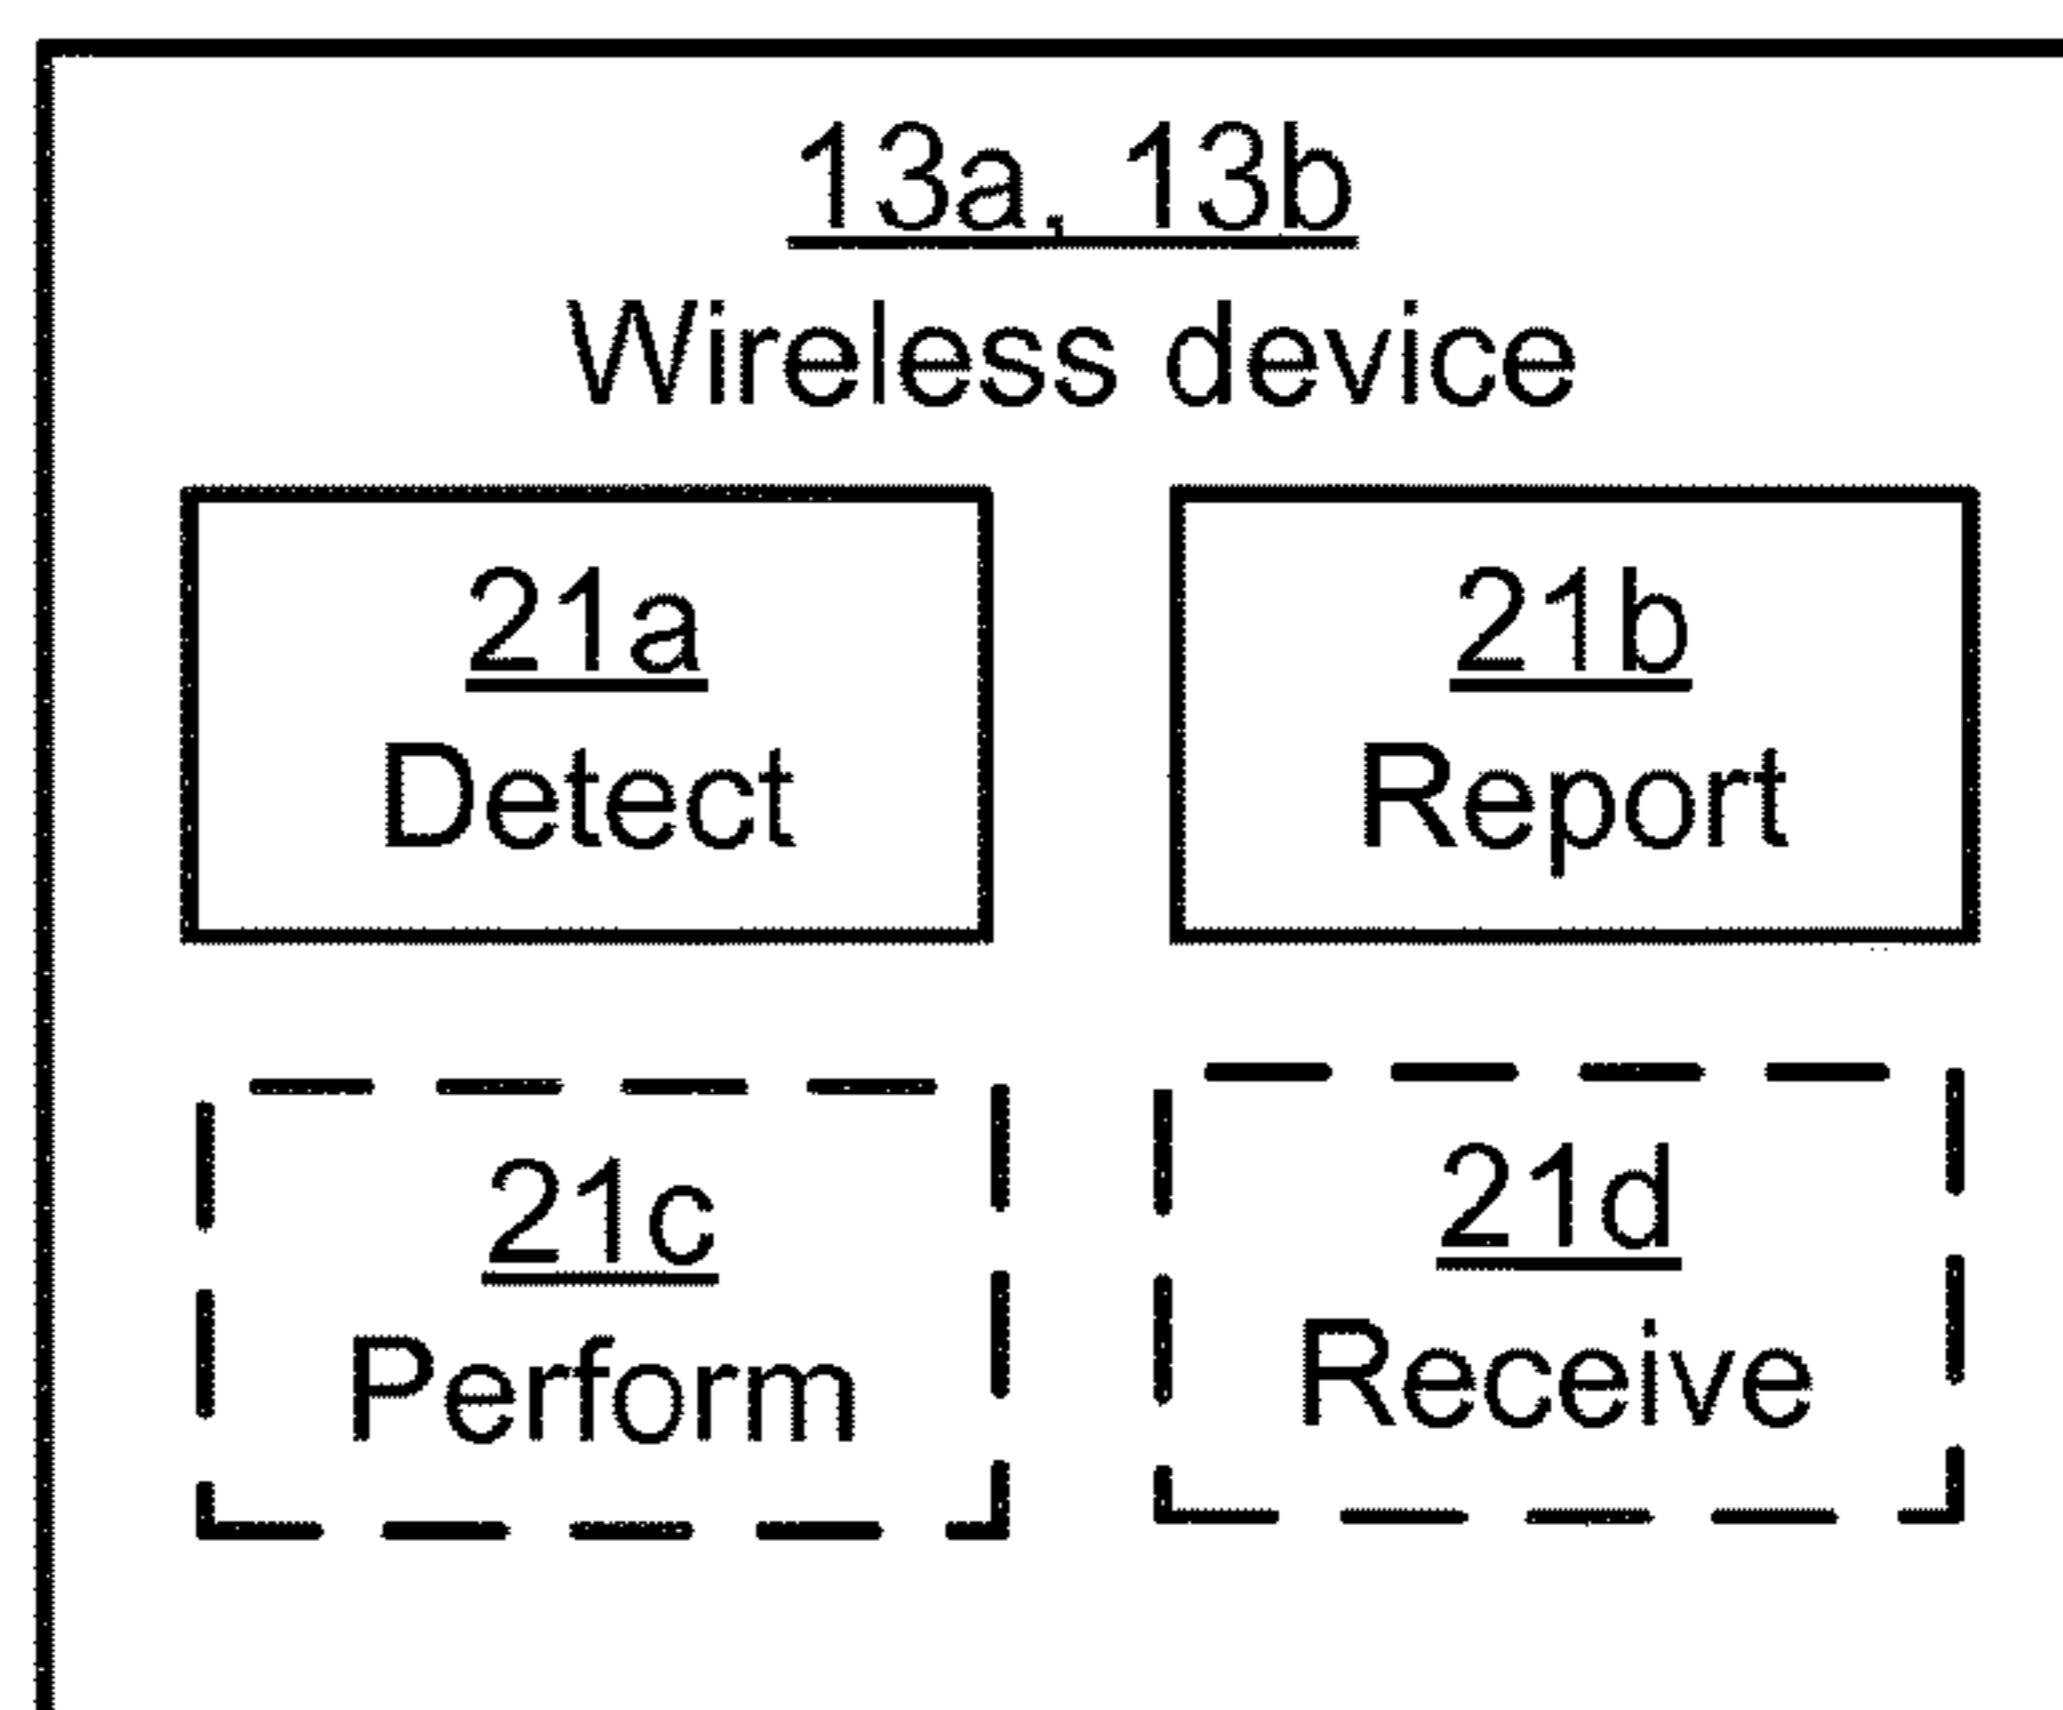 13a, 13b
Wireless device
21a
Detect
21b
Report
21c
Perform
21d
Receive